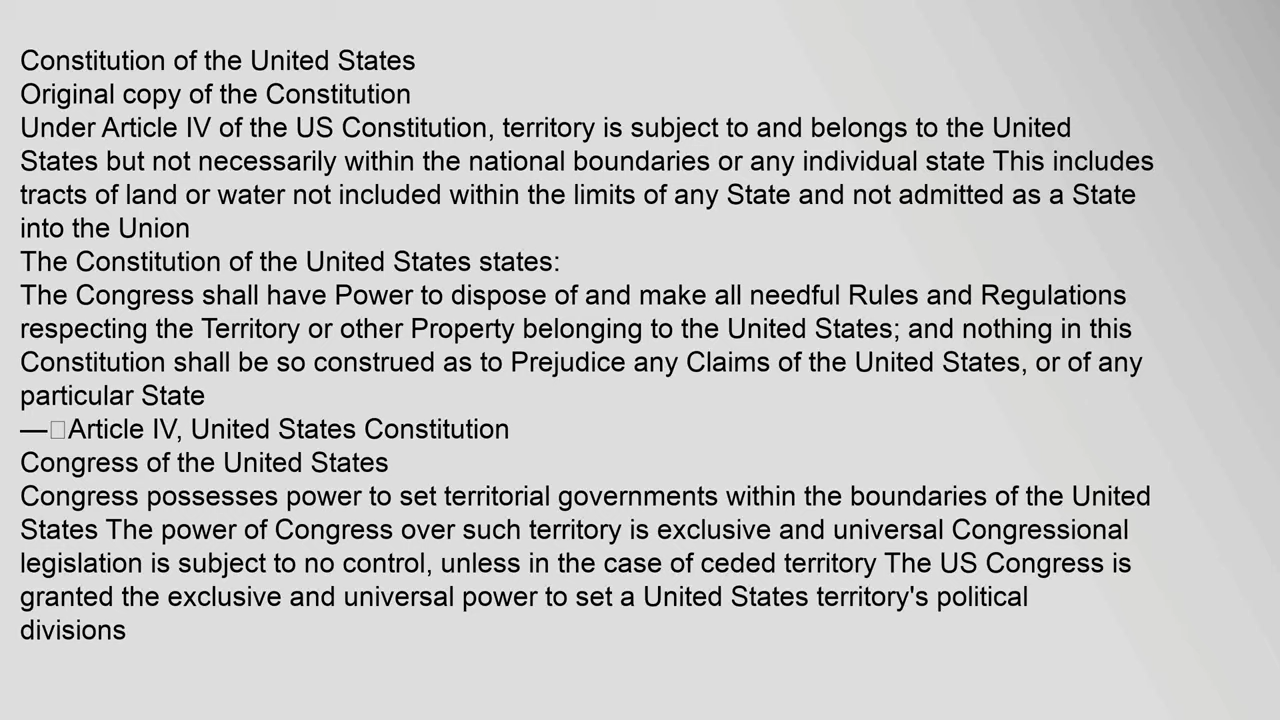 Constitution of the United States
Original copy of the Constitution
Under Article IV of the US Constitution, territory is subject to and belongs to the United
States but not necessarily within the national boundaries or any individual state This includes
tracts of land or water not included within the limits of any State and not admitted as a State
into the Union
The Constitution of the United States states:
The Congress shall have Power to dispose of and make all needful Rules and Regulations
respecting the Territory or other Property belonging to the United States; and nothing in this
Constitution shall be so construed as to Prejudice any Claims of the United States, or of any
particular State
—□Article IV, United States Constitution
Congress of the United States
Congress possesses power to set territorial governments within the boundaries of the United
States The power of Congress over such territory is exclusive and universal Congressional
legislation is subject to no control, unless in the case of ceded territory The US Congress is
granted the exclusive and universal power to set a United States territory's political
divisions